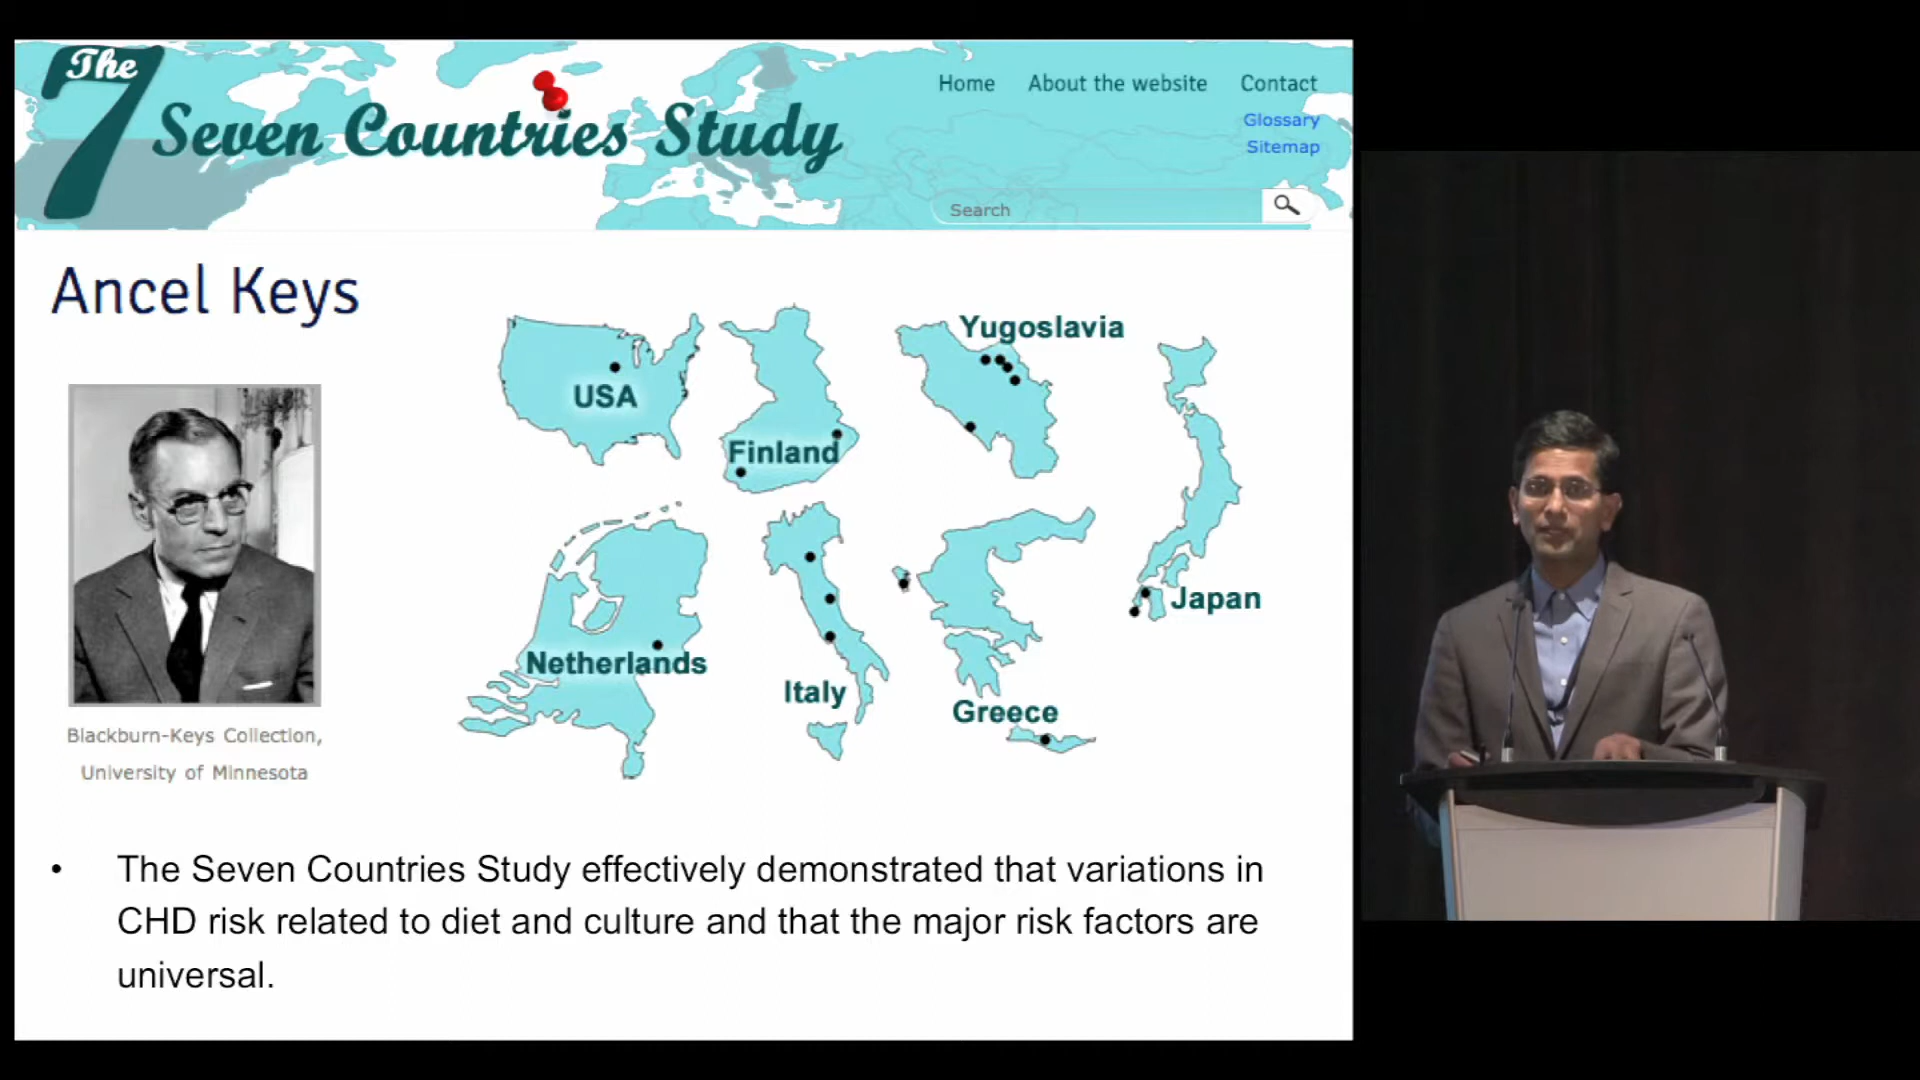 The
7
Seven Countries Study
Home About the website Contact
Glossary
Sitemap
Search
Ancel Keys
USA
Finland
Yugoslavia
Netherlands
Italy
Greece
Japan
Blackburn-Keys Collection,
University of Minnesota
• The Seven Countries Study effectively demonstrated that variations in
CHD risk related to diet and culture and that the major risk factors are
universal.